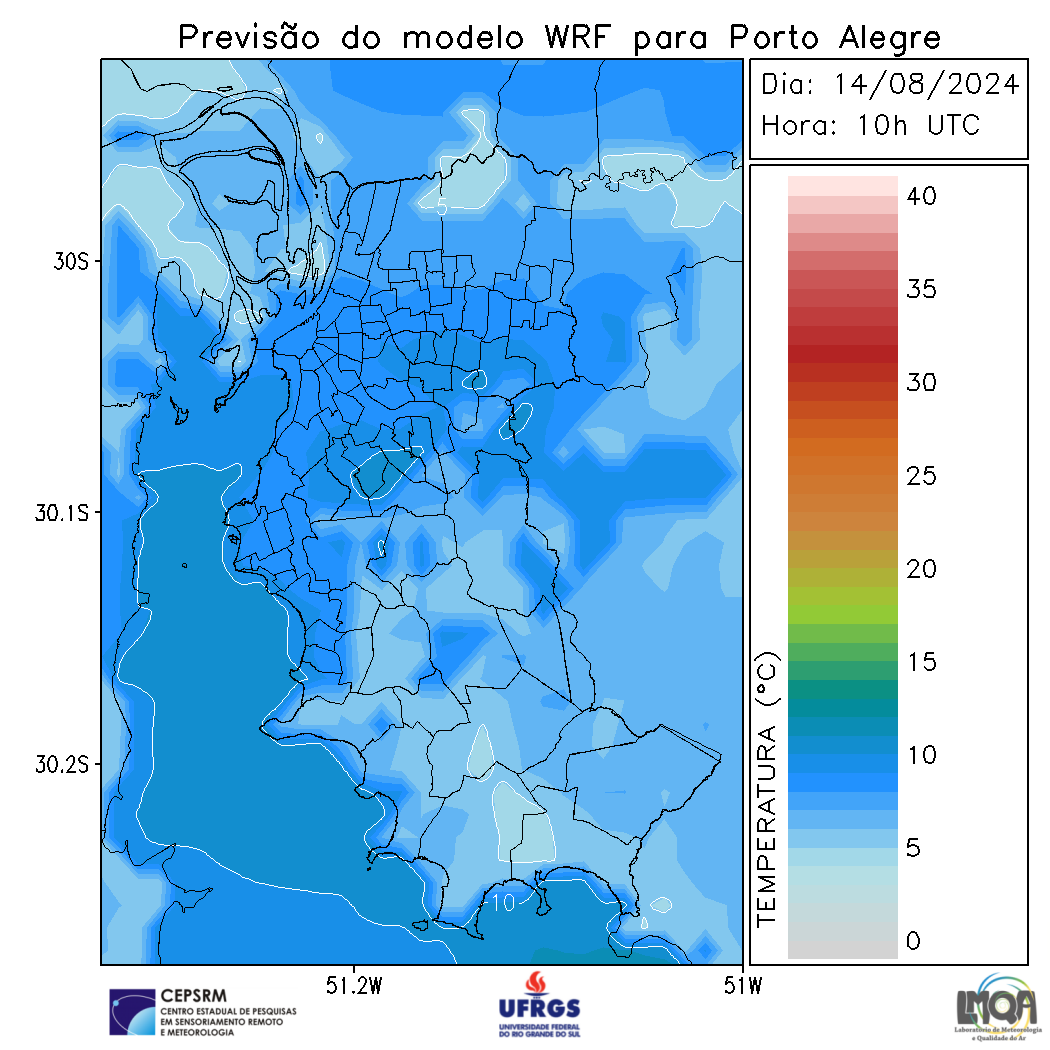 Previsão do modelo WRF para Porto Alegre
Dia: 14/08/2024
Hora: 10h UTC
30S
30.1S
30.2S
51.2W
51W
5
10
TEMPERATURA (°C)
40
35
30
25
20
15
10
5
0
CEPSRM
CENTRO ESTADUAL DE PESQUISAS
EM SENSORIAMENTO REMOTO
E METEOROLOGIA
UFRGS
UNIVERSIDADE FEDERAL
DO RIO GRANDE DO SUL
LMQA
Laboratório de Meteorologia
e Qualidade do Ar